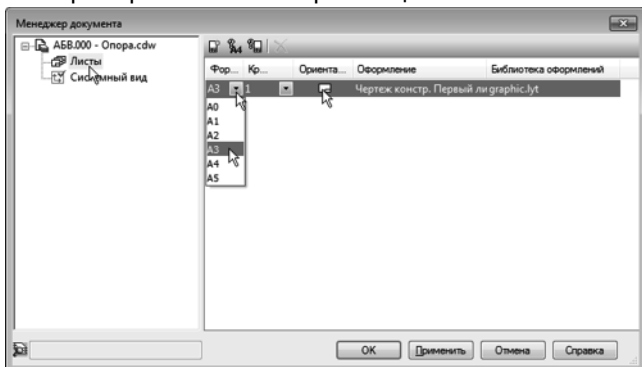 Менеджер документа
АБВ.000 - Опора.cdw
Листы
Системный вид
Фор... Кр... Ориента... Оформление Библиотека оформлений
А3 1 Чертеж констр. Первый ли graphic.lyt
А0
А1
А2
А3
А4
А5
ОК Применить Отмена Справка